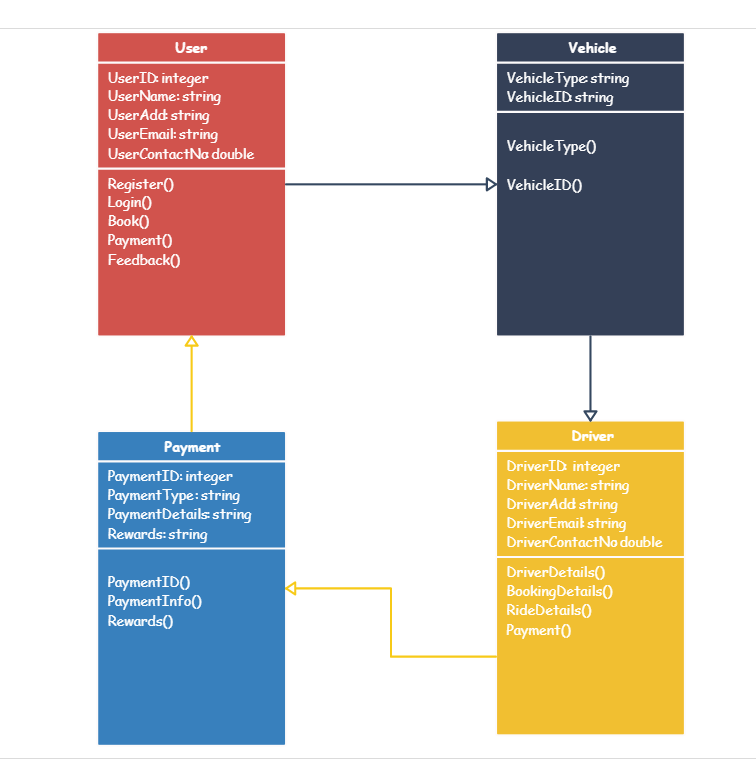 User
UserID: integer
UserName: string
UserAdd: string
UserEmail: string
UserContactNo: double
Register()
Login()
Book()
Payment()
Feedback()
Vehicle
VehicleType: string
VehicleID: string
VehicleType()
VehicleID()
Payment
PaymentID: integer
PaymentType : string
PaymentDetails: string
Rewards: string
PaymentID()
PaymentInfo()
Rewards()
Driver
DriverID: integer
DriverName: string
DriverAdd: string
DriverEmail: string
DriverContactNo: double
DriverDetails()
BookingDetails()
RideDetails()
Payment()